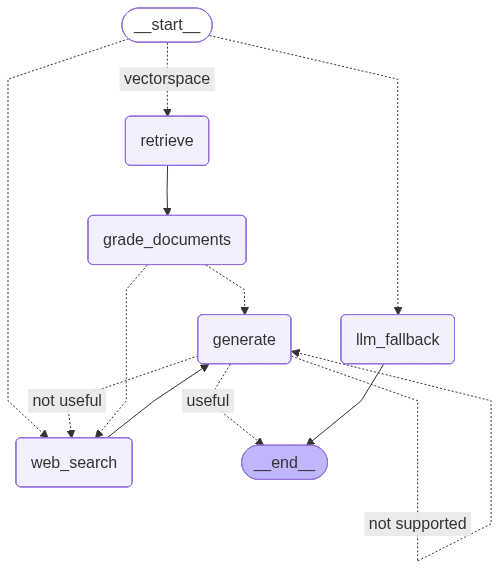 __start__
vectorspace
retrieve
grade_documents
generate
llm_fallback
not useful
useful
web_search
__end__
not supported